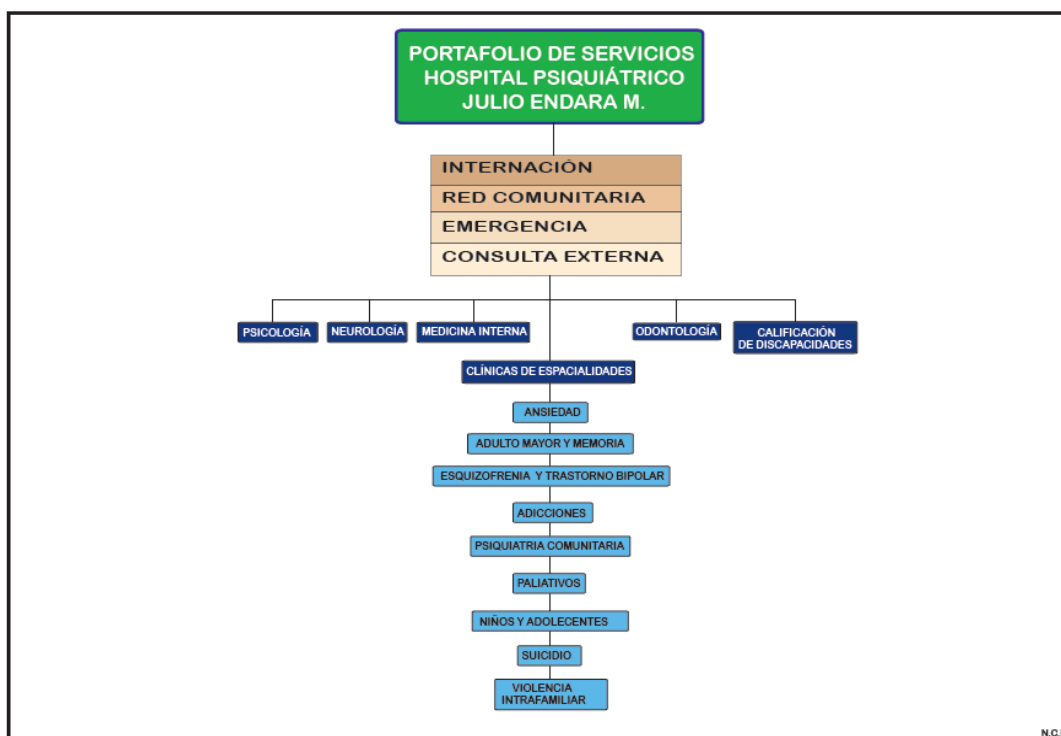 PORTAFOLIO DE SERVICIOS
HOSPITAL PSIQUIÁTRICO
JULIO ENDARA M.
INTERNACIÓN
RED COMUNITARIA
EMERGENCIA
CONSULTA EXTERNA
PSICOLOGÍA
NEUROLOGÍA
MEDICINA INTERNA
ODONTOLOGÍA
CALIFICACIÓN
DE DISCAPACIDADES
CLÍNICAS DE ESPACIALIDADES
ANSIEDAD
ADULTO MAYOR Y MEMORIA
ESQUIZOFRENIA Y TRASTORNO BIPOLAR
ADICCIONES
PSIQUIATRIA COMUNITARIA
PALIATIVOS
NIÑOS Y ADOLECENTES
SUICIDIO
VIOLENCIA
INTRAFAMILIAR